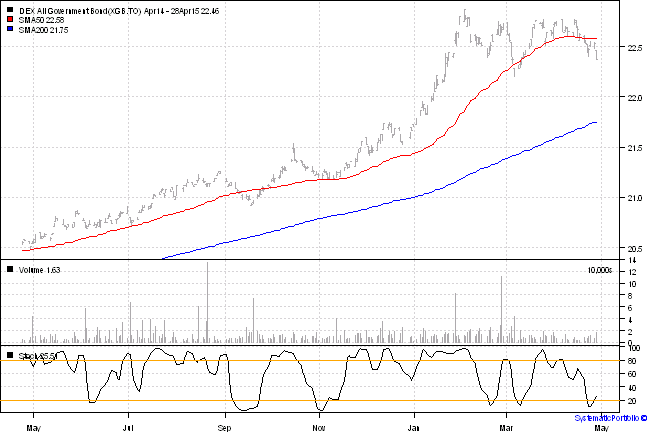 DEX All Government Bond(XGB.TO) Apr14 - 28Apr15 22.46
SMA50 22.58
SMA200 21.75
22.5
22.0
21.5
21.0
20.5
Volume 1.63
10,000s
14
12
10
8
6
4
2
0
100
80
60
40
20
May
Jul
Sep
Nov
Jan
Mar
May
SystematicPortfolio ©